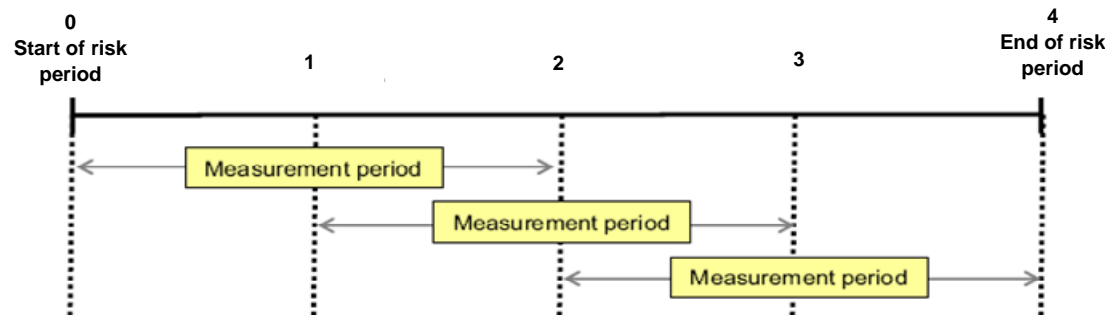 0
Start of risk
period
1
2
3
4
End of risk
period
Measurement period
Measurement period
Measurement period